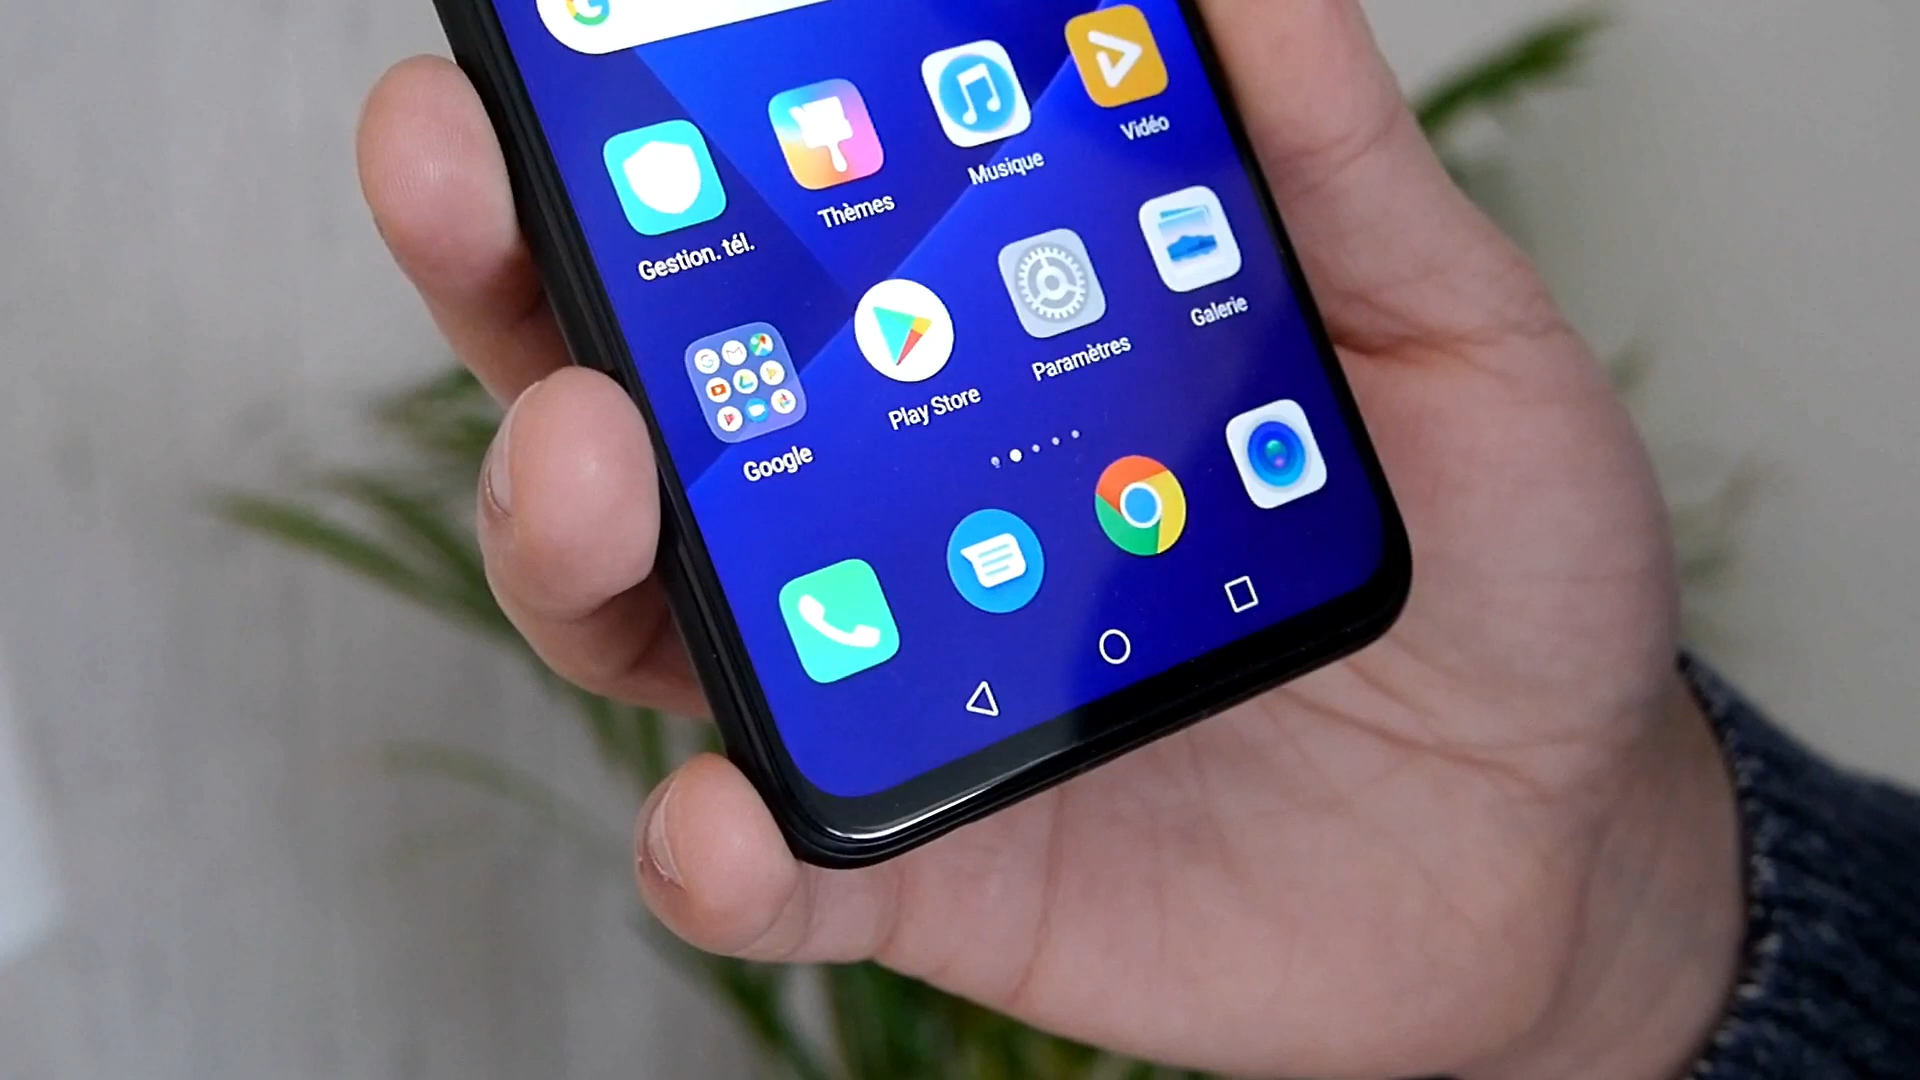 Gestion. tél.
Thèmes
Musique
Vidéo
Google
Play Store
Paramètres
Galerie